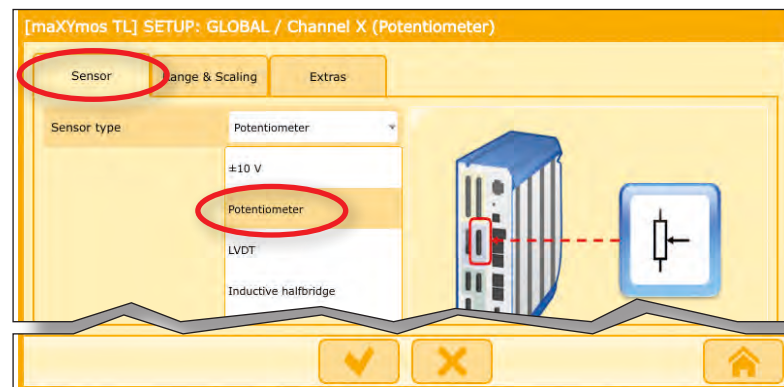 [maXYmos TL] SETUP: GLOBAL / Channel X (Potentiometer)
Sensor
Range & Scaling
Extras
Sensor type
Potentiometer
±10 V
Potentiometer
LVDT
Inductive halfbridge